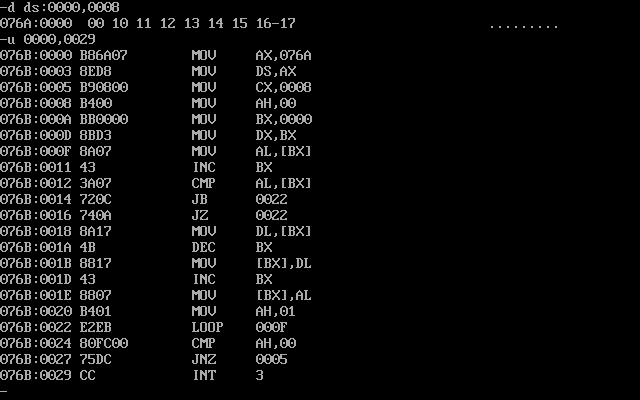 -d ds:0000,0008
076A:0000  00 10 11 12 13 14 15 16-17                        .........
-u 0000,0029
076B:0000 B86A07        MOV     AX,076A
076B:0003 8ED8          MOV     DS,AX
076B:0005 B90800        MOV     CX,0008
076B:0008 B400          MOV     AH,00
076B:000A BB0000        MOV     BX,0000
076B:000D 8BD3          MOV     DX,BX
076B:000F 8A07          MOV     AL,[BX]
076B:0011 43            INC     BX
076B:0012 3A07          CMP     AL,[BX]
076B:0014 720C          JB      0022
076B:0016 740A          JZ      0022
076B:0018 8A17          MOV     DL,[BX]
076B:001A 4B            DEC     BX
076B:001B 8817          MOV     [BX],DL
076B:001D 43            INC     BX
076B:001E 8807          MOV     [BX],AL
076B:0020 B401          MOV     AH,01
076B:0022 E2EB          LOOP    000F
076B:0024 80FC00        CMP     AH,00
076B:0027 75DC          JNZ     0005
076B:0029 CC            INT     3
-